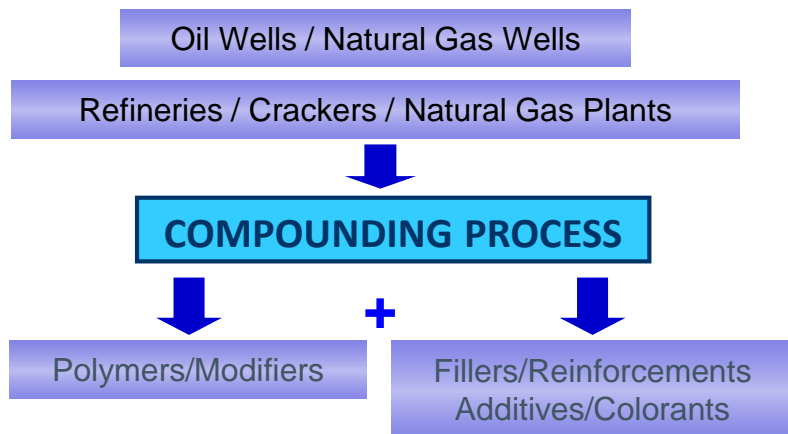 Oil Wells / Natural Gas Wells
Refineries / Crackers / Natural Gas Plants
COMPOUNDING PROCESS
+
Polymers/Modifiers
Fillers/Reinforcements
Additives/Colorants